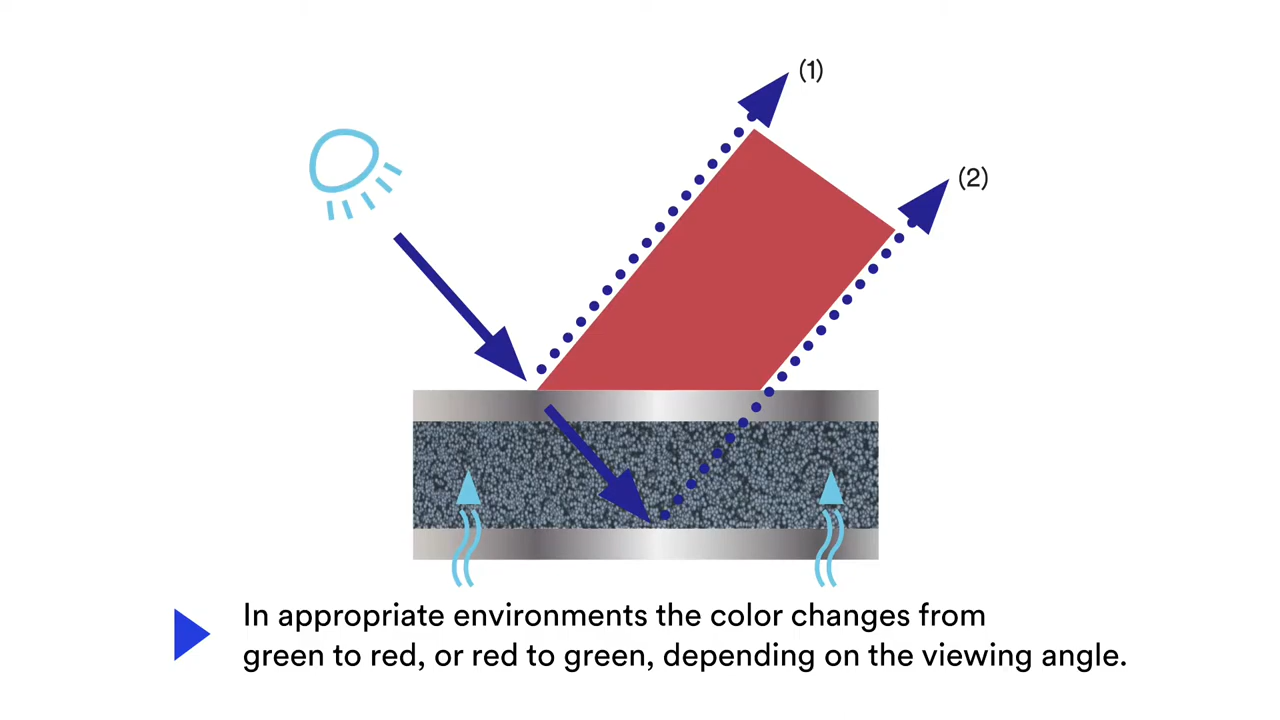 (1)
(2)
In appropriate environments the color changes from
green to red, or red to green, depending on the viewing angle.